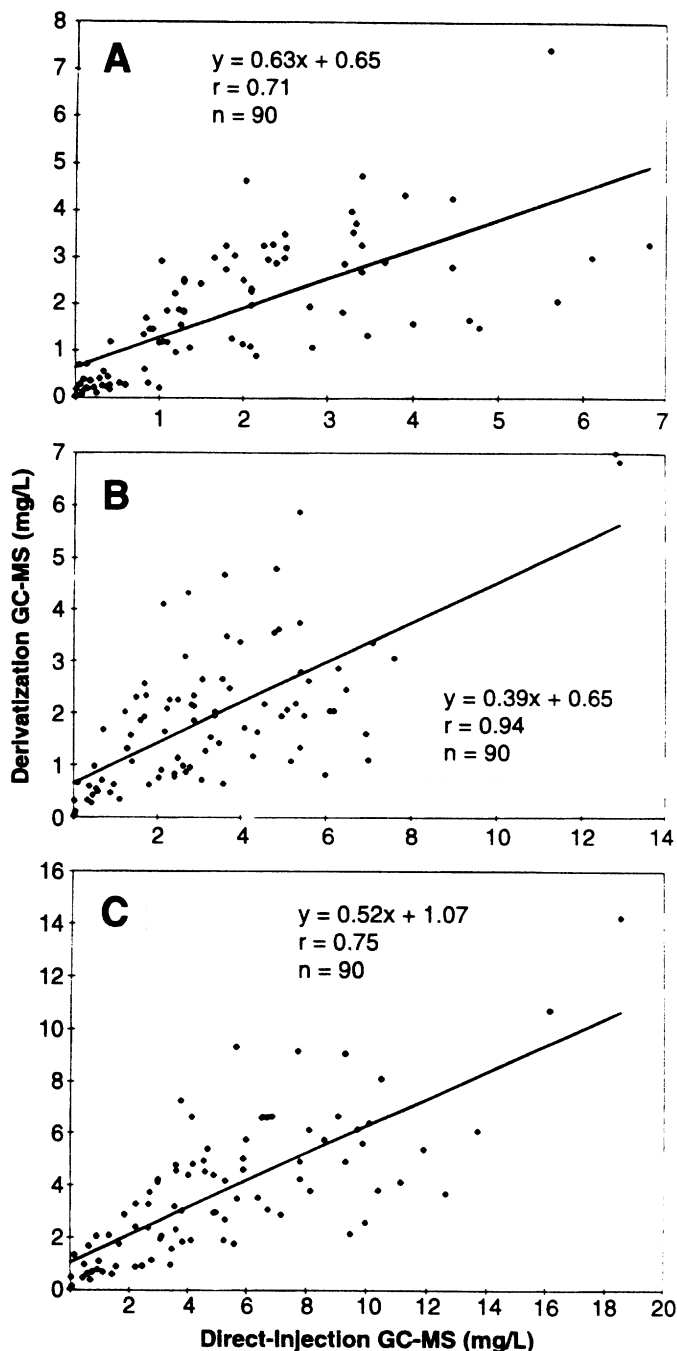 8
A
y = 0.63x + 0.65
r = 0.71
n = 90
7
6
5
4
3
2
1
0
1 2 3 4 5 6 7
Derivatization GC-MS (mg/L)
7
B
6
5
4
3
2
1
0
y = 0.39x + 0.65
r = 0.94
n = 90
2 4 6 8 10 12 14
16
C
y = 0.52x + 1.07
r = 0.75
n = 90
14
12
10
8
6
4
2
0
2 4 6 8 10 12 14 16 18 20
Direct-Injection GC-MS (mg/L)